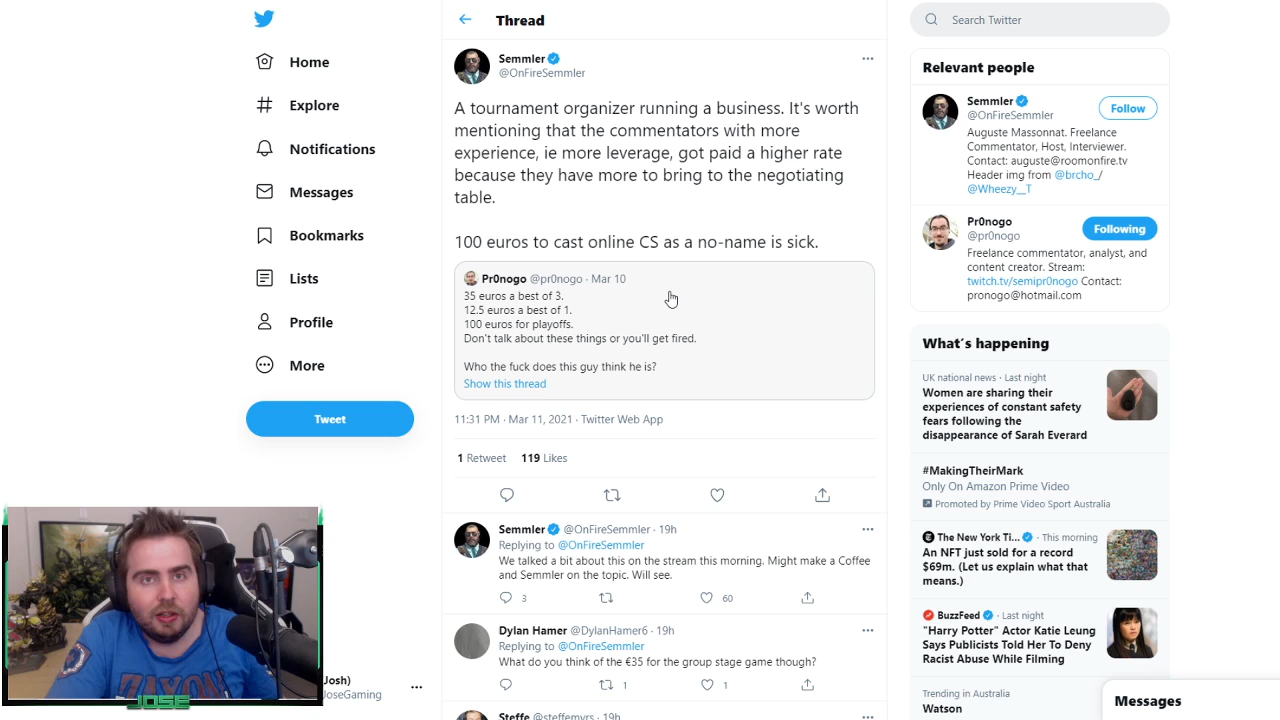 Home
Explore
Notifications
Messages
Bookmarks
Lists
Profile
More
Tweet
Josh)
JoseGaming
JOSE
Thread
Semmler
@OnFireSemmler
A tournament organizer running a business. It's worth
mentioning that the commentators with more
experience, ie more leverage, got paid a higher rate
because they have more to bring to the negotiating
table.
100 euros to cast online CS as a no-name is sick.
Pr0nogo @pr0nogo · Mar 10
35 euros a best of 3.
12.5 euros a best of 1.
100 euros for playoffs.
Don't talk about these things or you'll get fired.
Who the fuck does this guy think he is?
Show this thread
11:31 PM · Mar 11, 2021 · Twitter Web App
1 Retweet 119 Likes
Semmler @OnFireSemmler · 19h
Replying to @OnFireSemmler
We talked a bit about this on the stream this morning. Might make a Coffee
and Semmler on the topic. Will see.
3 60
Dylan Hamer @DylanHamer6 · 19h
Replying to @OnFireSemmler
What do you think of the €35 for the group stage game though?
1 1
Steffe @steffemvrs · 19h
Search Twitter
Relevant people
Semmler
@OnFireSemmler
Follow
Auguste Massonnat. Freelance
Commentator, Host, Interviewer.
Contact: auguste@roomonfire.tv
Header img from @brcho_/
@Wheezy__T
Pr0nogo
@pr0nogo
Following
Freelance commentator, analyst, and
content creator. Stream:
twitch.tv/semipr0nogo Contact:
pronogo@hotmail.com
What's happening
UK national news · Last night
Women are sharing their
experiences of constant safety
fears following the
disappearance of Sarah Everard
#MakingTheirMark
Only On Amazon Prime Video
Promoted by Prime Video Sport Australia
The New York Ti... · This morning
An NFT just sold for a record
$69m. (Let us explain what that
means.)
BuzzFeed · Last night
"Harry Potter" Actor Katie Leung
Says Publicists Told Her To Deny
Racist Abuse While Filming
Trending in Australia
Watson
Messages